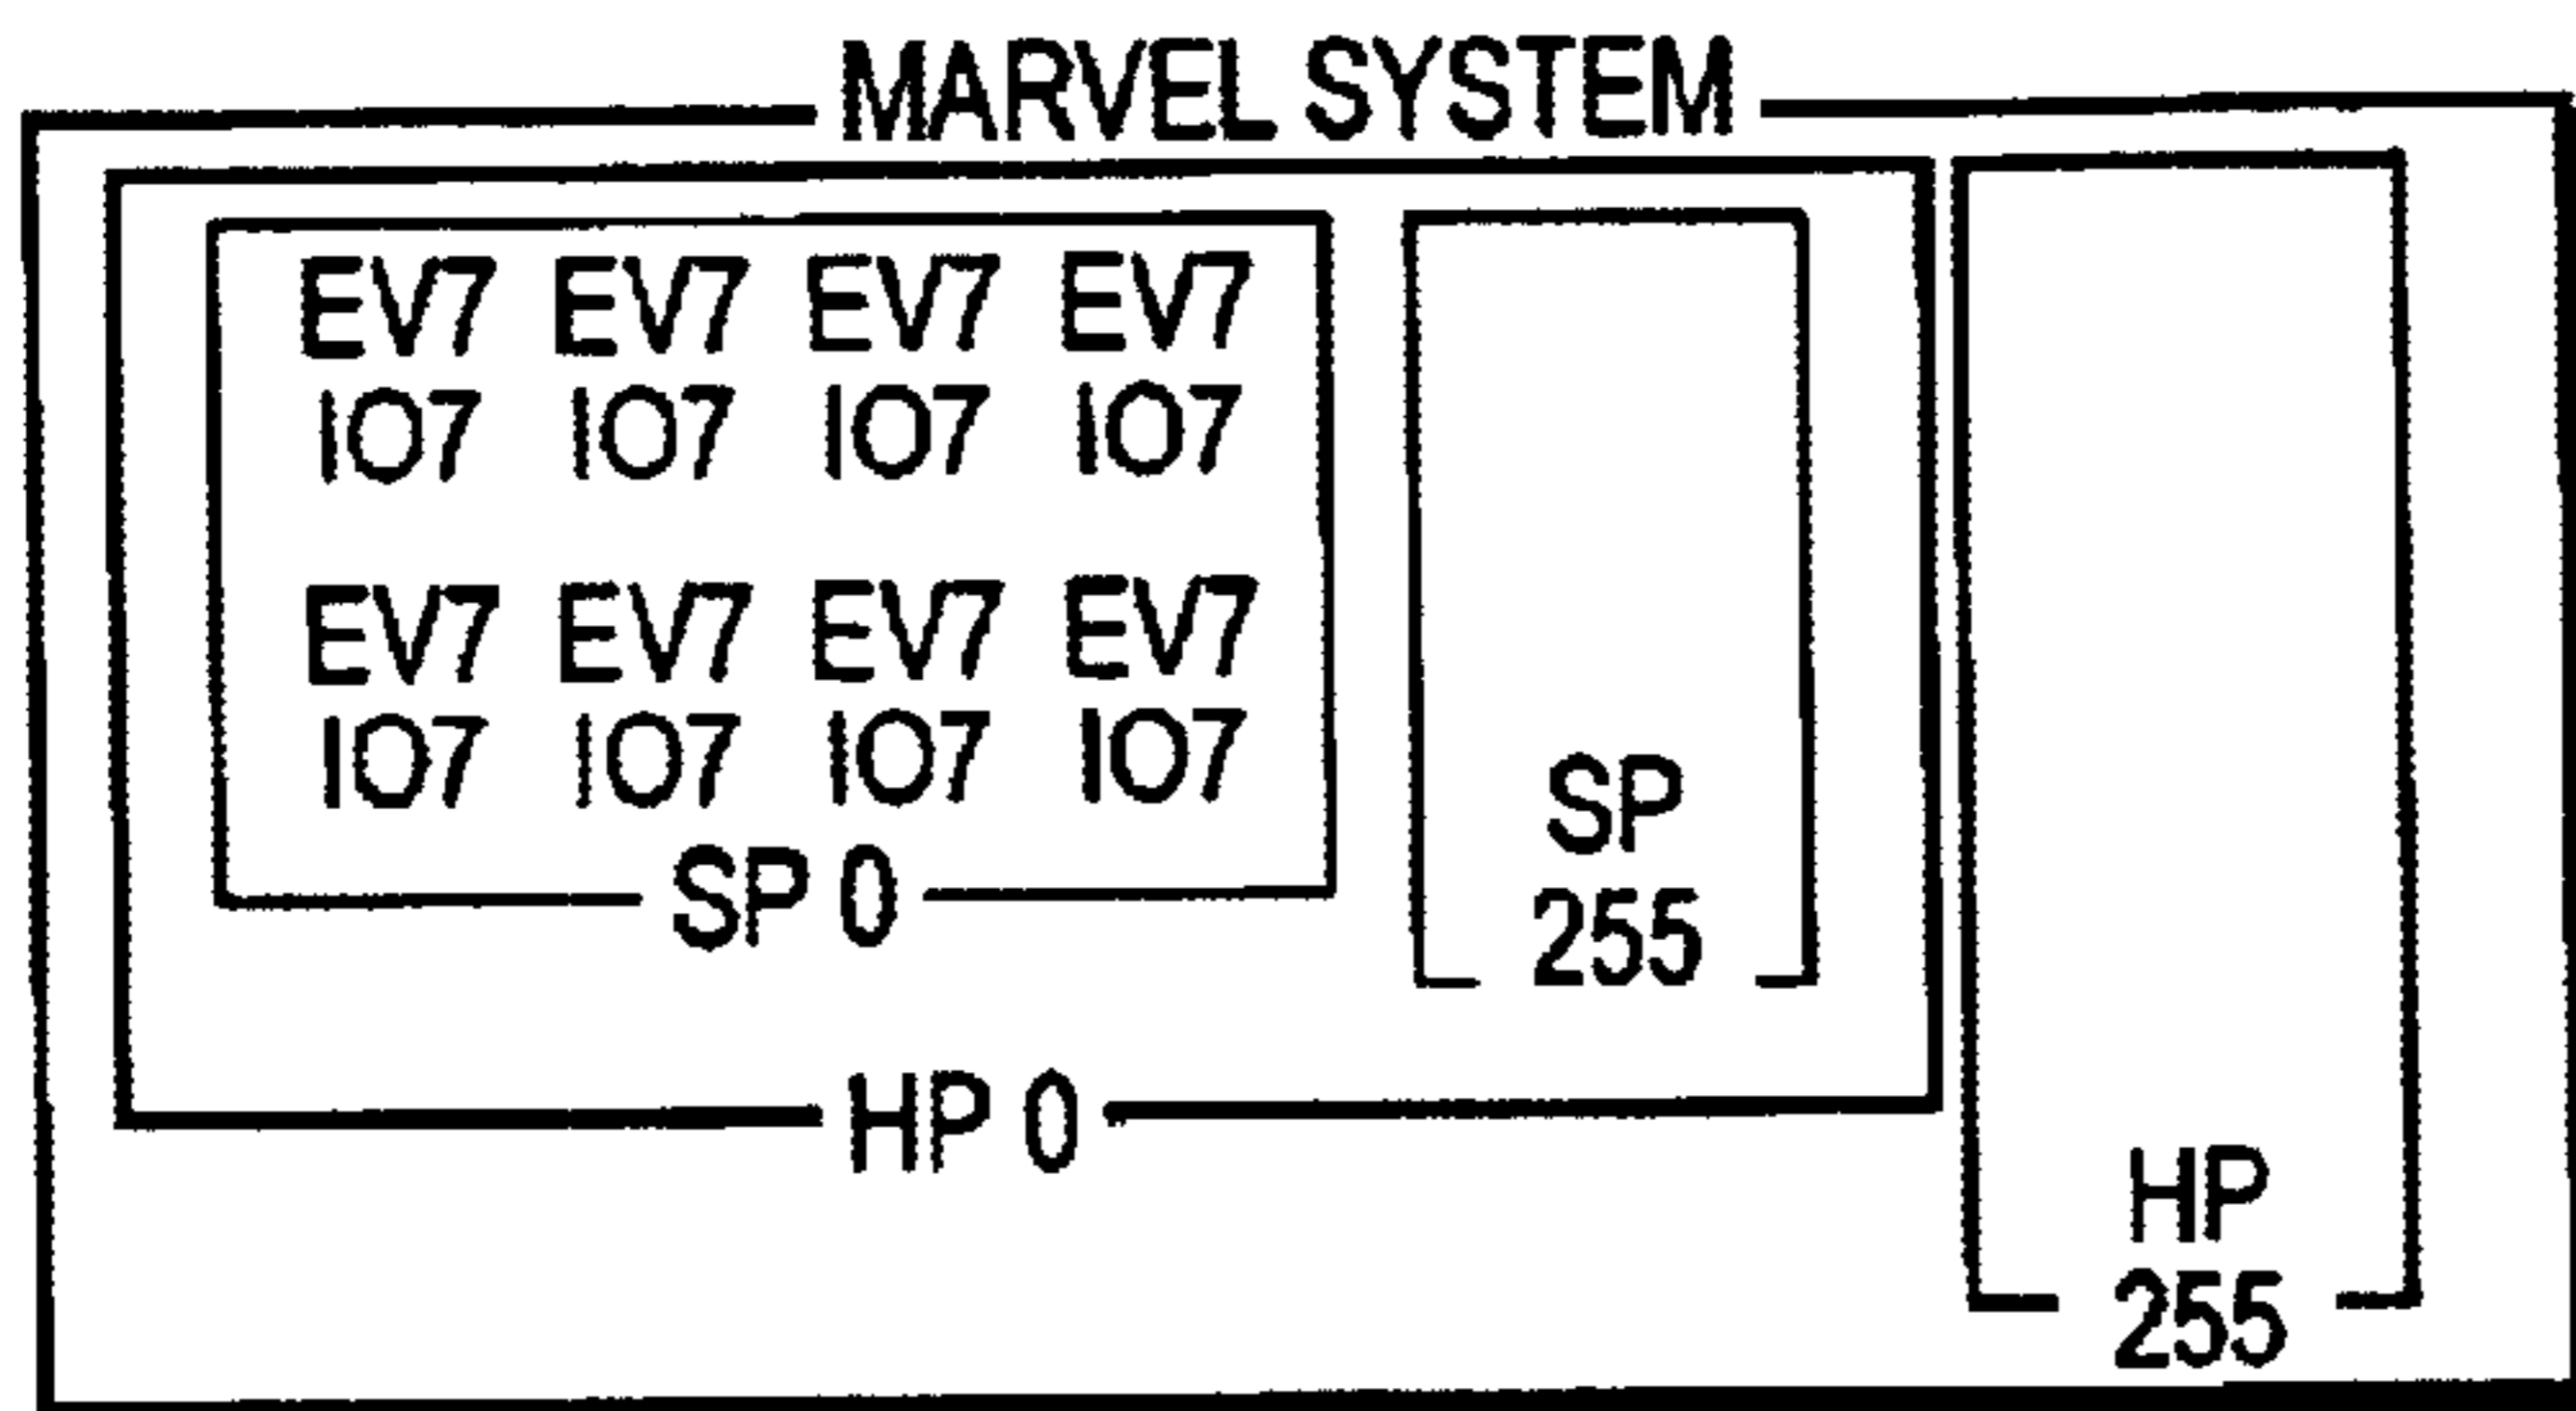 MARVEL SYSTEM
EV7 EV7 EV7 EV7
IO7 IO7 IO7 IO7
EV7 EV7 EV7 EV7
IO7 IO7 IO7 IO7
SP 0
SP
255
HP 0
HP
255